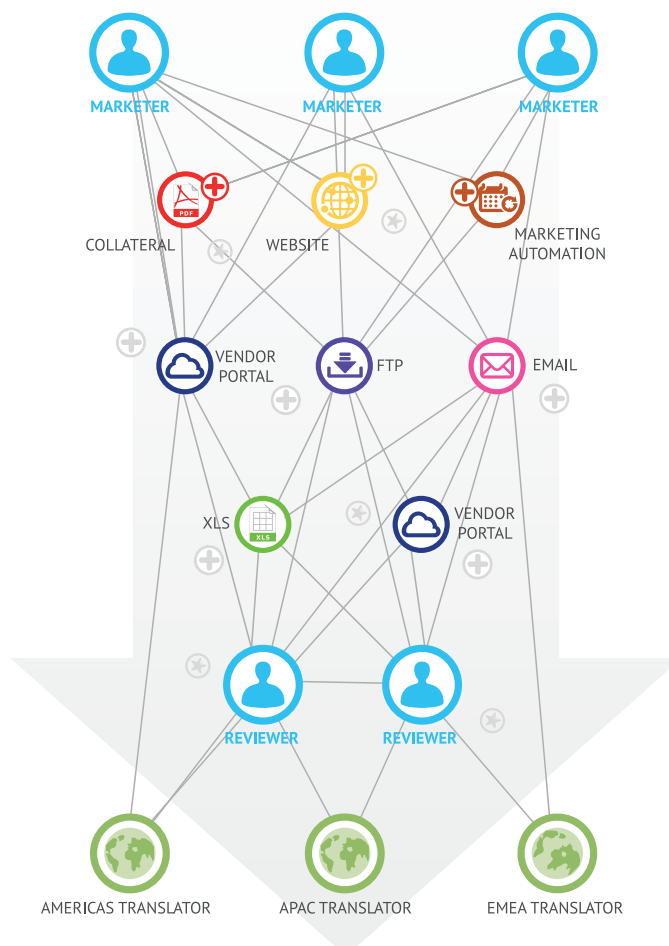 MARKETER
MARKETER
MARKETER
PDF
COLLATERAL
WEBSITE
MARKETING
AUTOMATION
VENDOR
PORTAL
FTP
EMAIL
XLS
XLS
VENDOR
PORTAL
REVIEWER
REVIEWER
AMERICAS TRANSLATOR
APAC TRANSLATOR
EMEA TRANSLATOR